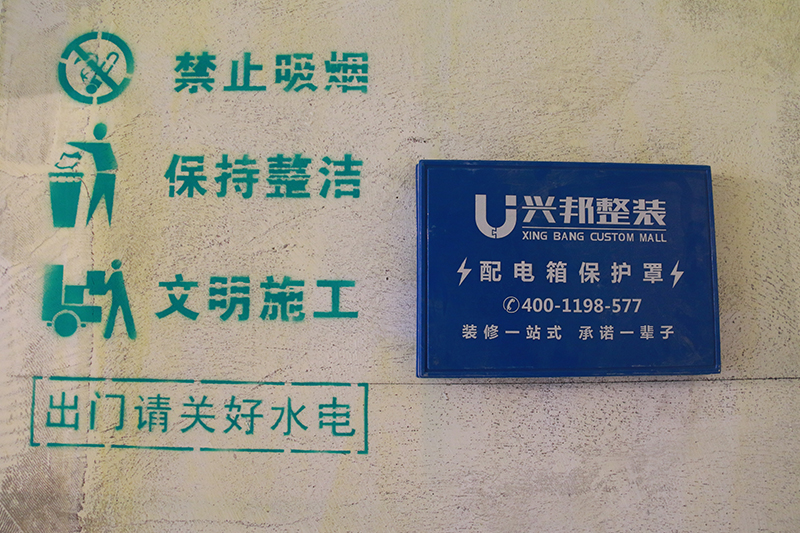 禁止吸烟
保持整洁
文明施工
出门请关好水电
兴邦整装
XING BANG CUSTOM MALL
配电箱保护罩
400-1198-577
装修一站式 承诺一辈子